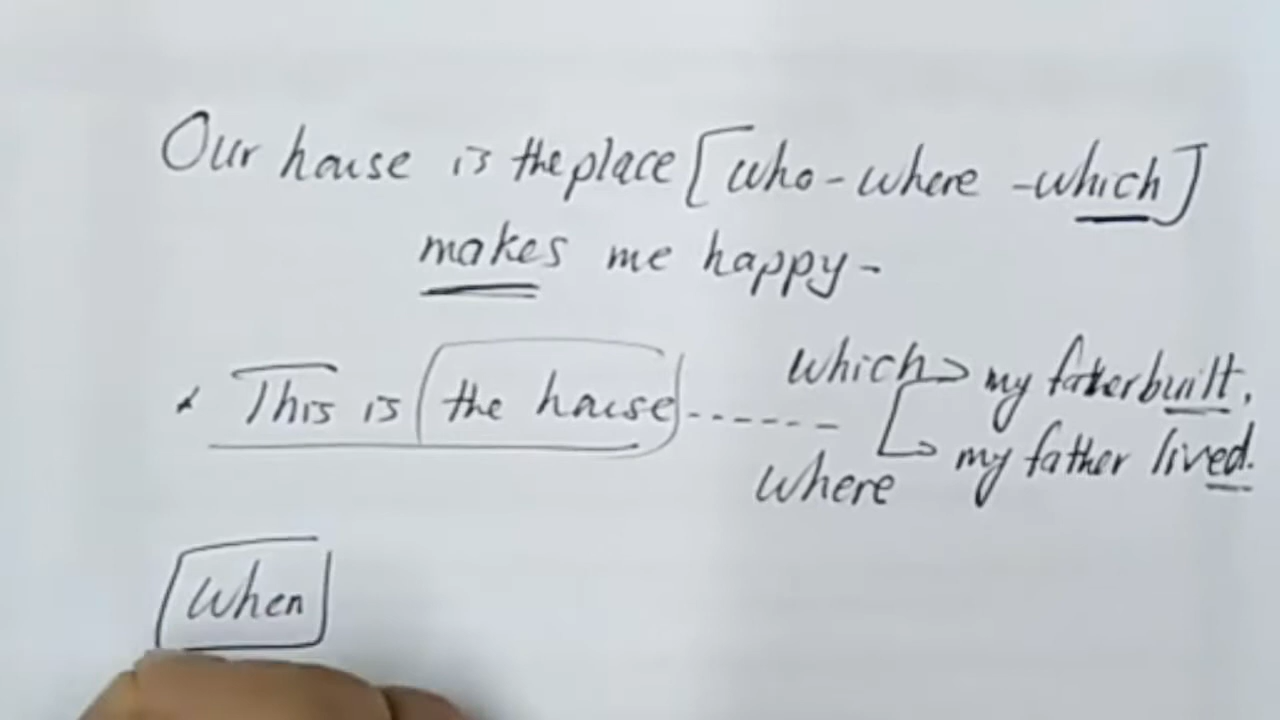 Our house is the place [who - where - which]
makes me happy -
This is the house ------
which my father built.
where my father lived.
When